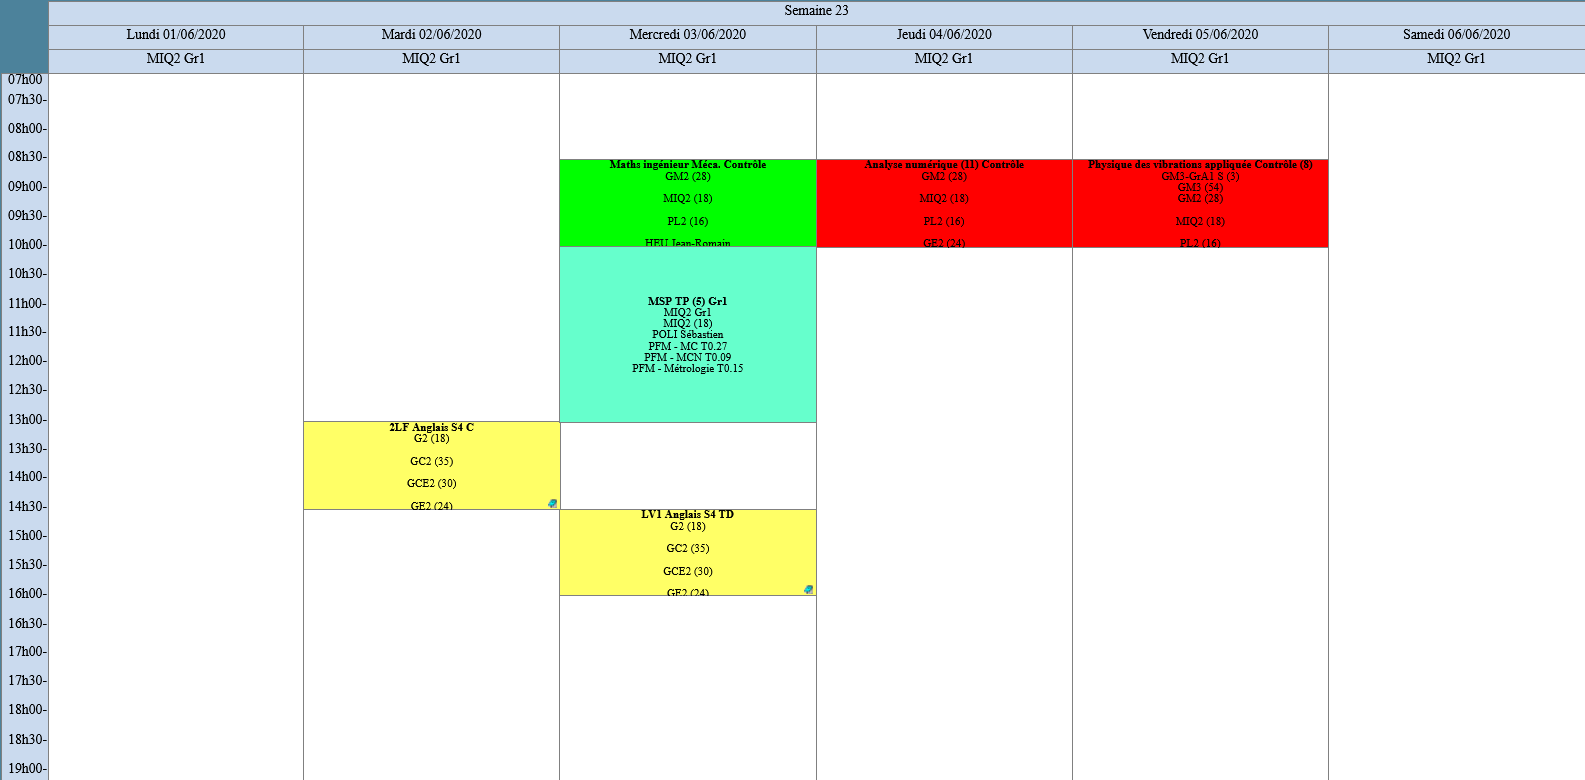 Semaine 23
Lundi 01/06/2020
Mardi 02/06/2020
Mercredi 03/06/2020
Jeudi 04/06/2020
Vendredi 05/06/2020
Samedi 06/06/2020
MIQ2 Gr1
MIQ2 Gr1
MIQ2 Gr1
MIQ2 Gr1
MIQ2 Gr1
MIQ2 Gr1
07h00
07h30-
08h00-
08h30-
09h00-
09h30-
10h00-
10h30-
11h00-
11h30-
12h00-
12h30-
13h00-
13h30-
14h00-
14h30-
15h00-
15h30-
16h00-
16h30-
17h00-
17h30-
18h00-
18h30-
19h00-
2LF Anglais S4 C
G2 (18)
GC2 (35)
GCE2 (30)
GE2 (24)
Maths ingénieur Méca. Contrôle
GM2 (28)
MIQ2 (18)
PL2 (16)
HEU Jean-Romain
MSP TP (5) Gr1
MIQ2 Gr1
MIQ2 (18)
POLI Sébastien
PFM - MC T0.27
PFM - MCN T0.09
PFM - Métrologie T0.15
LV1 Anglais S4 TD
G2 (18)
GC2 (35)
GCE2 (30)
GE2 (24)
Analyse numérique (11) Contrôle
GM2 (28)
MIQ2 (18)
PL2 (16)
GE2 (24)
Physique des vibrations appliquée Contrôle (8)
GM3-GrA1 S (3)
GM3 (54)
GM2 (28)
MIQ2 (18)
PL2 (16)